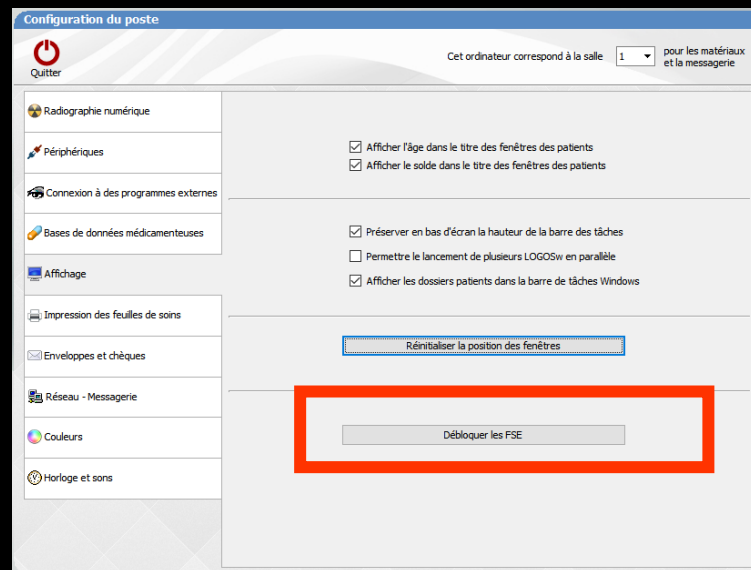 Configuration du poste
Quitter
Cet ordinateur correspond à la salle 1 pour les matériaux
et la messagerie
Radiographie numérique
Périphériques
Connexion à des programmes externes
Bases de données médicamenteuses
Affichage
Impression des feuilles de soins
Enveloppes et chèques
Réseau - Messagerie
Couleurs
Horloge et sons
Afficher l'âge dans le titre des fenêtres des patients
Afficher le solde dans le titre des fenêtres des patients
Préserver en bas d'écran la hauteur de la barre des tâches
Permettre le lancement de plusieurs LOGOSw en parallèle
Afficher les dossiers patients dans la barre de tâches Windows
Réinitialiser la position des fenêtres
Débloquer les FSE